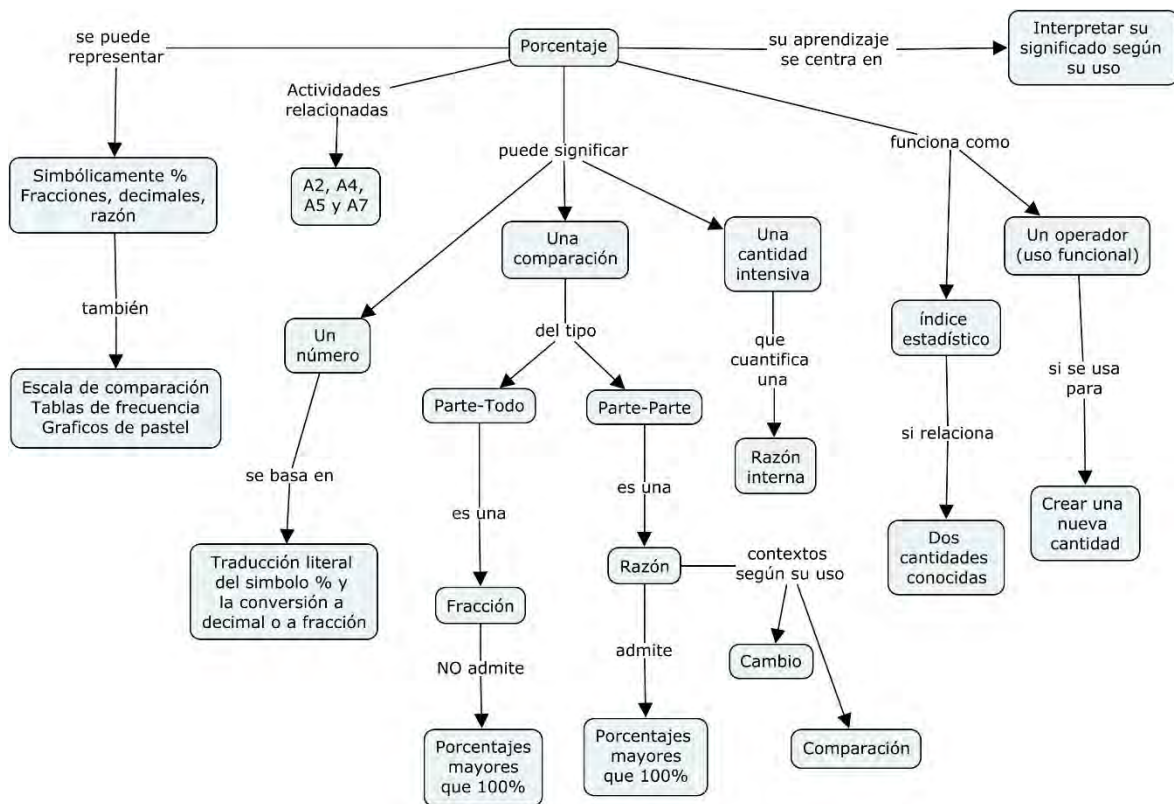 Porcentaje
se puede
representar
su aprendizaje
se centra en
Interpretar su
significado según
su uso
Actividades
relacionadas
A2, A4,
A5 y A7
puede significar
funciona como
Simbólicamente %
Fracciones, decimales,
razón
también
Escala de comparación
Tablas de frecuencia
Graficos de pastel
Un
número
se basa en
Traducción literal
del simbolo % y
la conversión a
decimal o a fracción
Una
comparación
del tipo
Parte-Todo
es una
Fracción
NO admite
Porcentajes
mayores
que 100%
Parte-Parte
es una
Razón
admite
Porcentajes
mayores
que 100%
contextos
según su uso
Cambio
Comparación
Una
cantidad
intensiva
que
cuantifica
una
Razón
interna
índice
estadístico
si relaciona
Dos
cantidades
conocidas
Un operador
(uso funcional)
si se usa
para
Crear una
nueva
cantidad